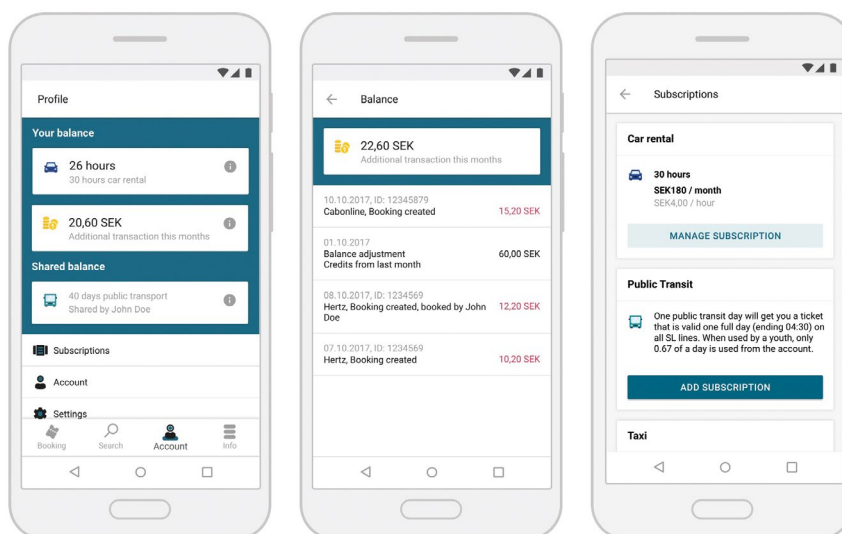 Profile
Your balance
26 hours
30 hours car rental
20,60 SEK
Additional transaction this months
Shared balance
40 days public transport
Shared by John Doe
Subscriptions
Account
Settings
Booking
Search
Account
Info
Balance
22,60 SEK
Additional transaction this months
10.10.2017, ID: 12345879
Cabonline, Booking created 15,20 SEK
01.10.2017
Balance adjustment 60,00 SEK
Credits from last month
08.10.2017, ID: 1234569
Hertz, Booking created, booked by John 12,20 SEK
Doe
07.10.2017, ID: 1234569
Hertz, Booking created 10,20 SEK
Subscriptions
Car rental
30 hours
SEK180 / month
SEK4,00 / hour
MANAGE SUBSCRIPTION
Public Transit
One public transit day will get you a ticket
that is valid one full day (ending 04:30) on
all SL lines. When used by a youth, only
0.67 of a day is used from the account.
ADD SUBSCRIPTION
Taxi